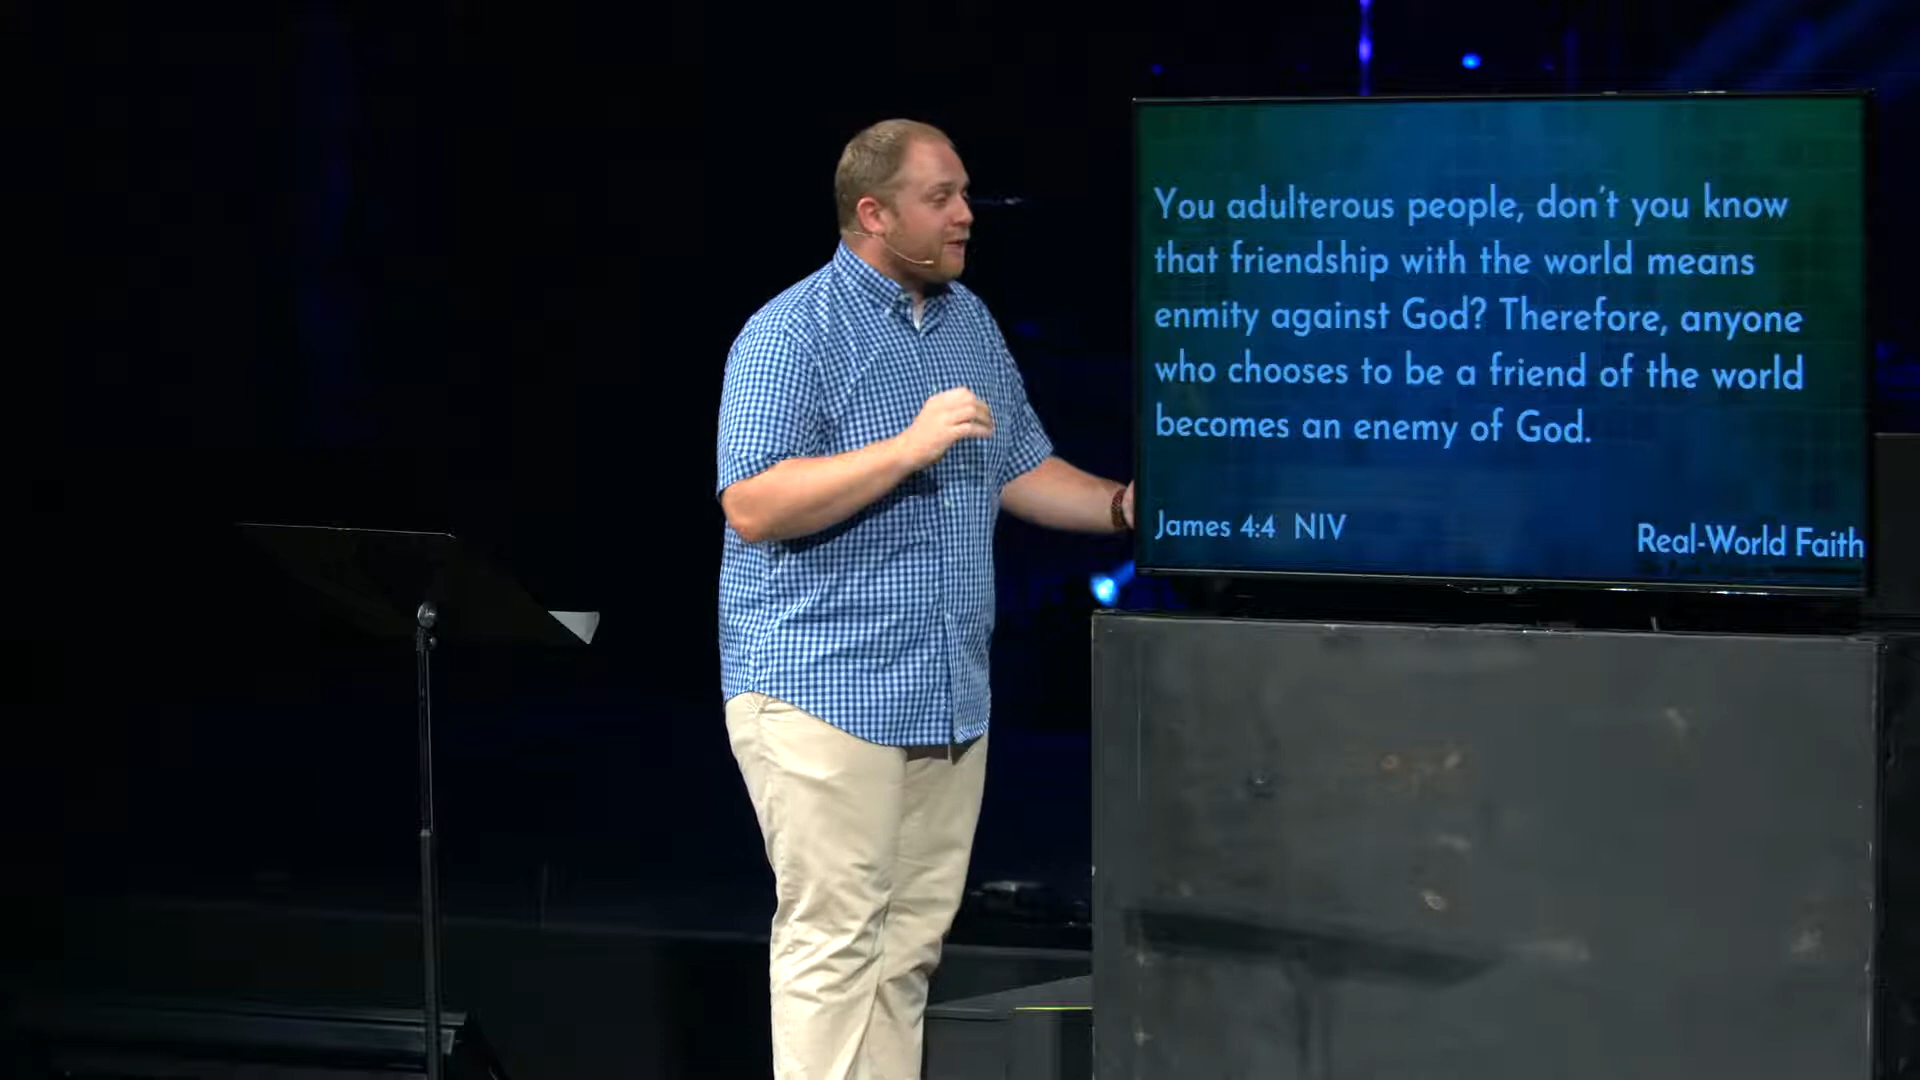 You adulterous people, don't you know
that friendship with the world means
enmity against God? Therefore, anyone
who chooses to be a friend of the world
becomes an enemy of God.
James 4:4 NIV
Real-World Faith